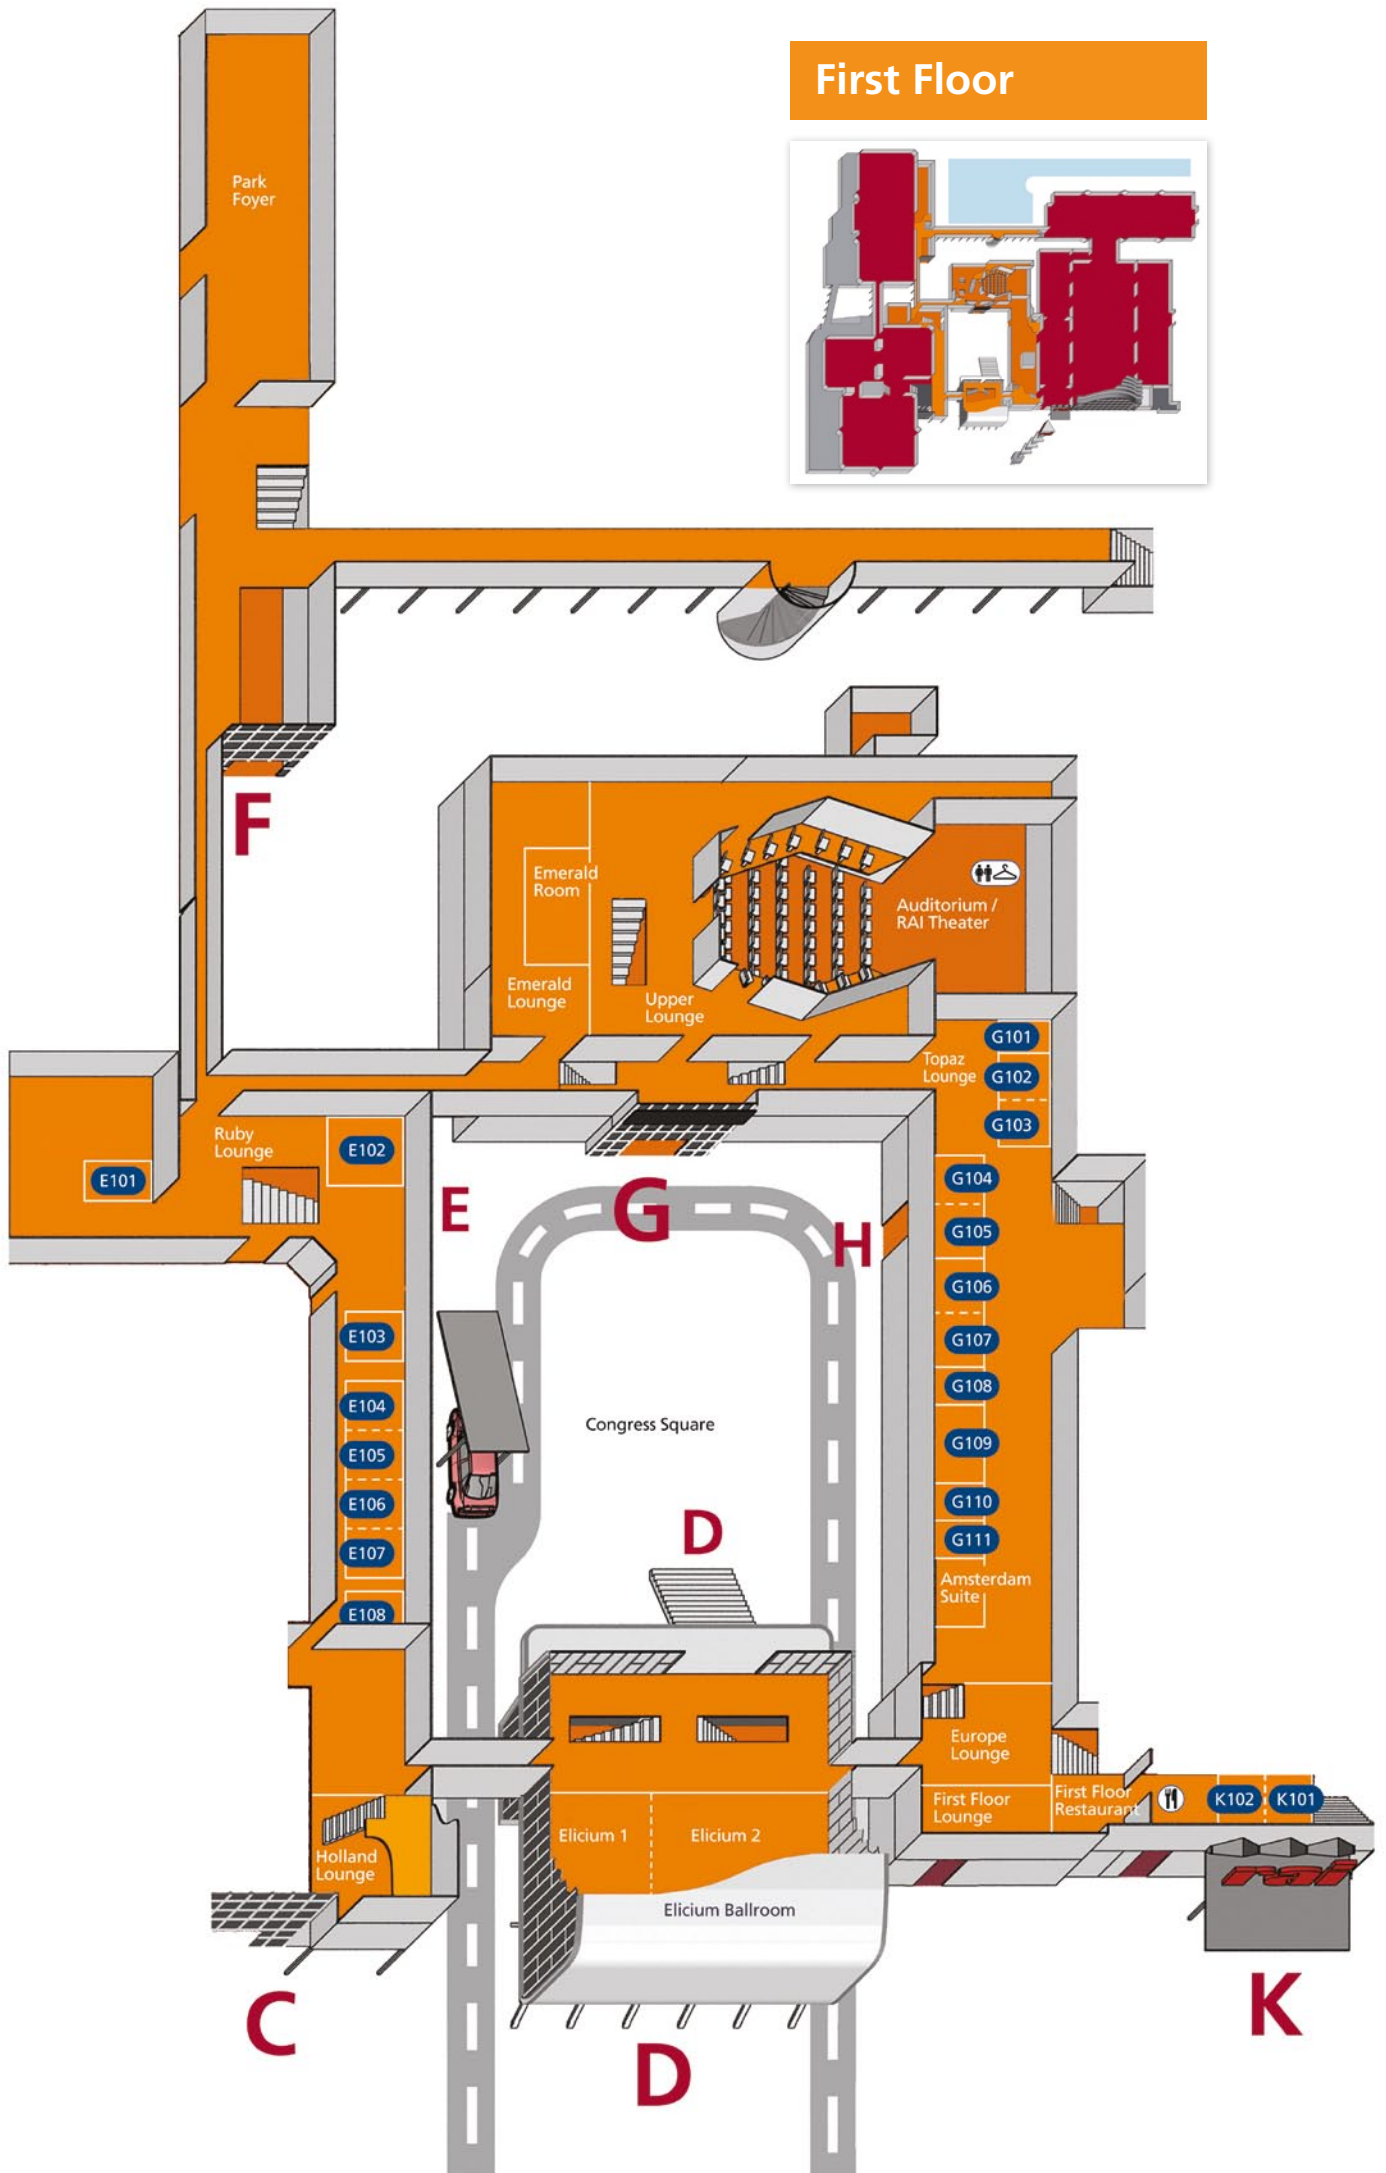 First Floor
Park
Foyer
F
Emerald
Room
Auditorium /
RAI Theater
Emerald
Lounge
Upper
Lounge
G101
Topaz
Lounge
G102
G103
Ruby
Lounge
E102
E101
G104
E
G
G105
H
G106
E103
G107
G108
E104
Congress Square
G109
E105
E106
G110
D
G111
E107
Amsterdam
Suite
E108
Europe
Lounge
First Floor
Lounge
First Floor
Restaurant
K102
K101
Elicium 1
Elicium 2
Holland
Lounge
Elicium Ballroom
C
K
D